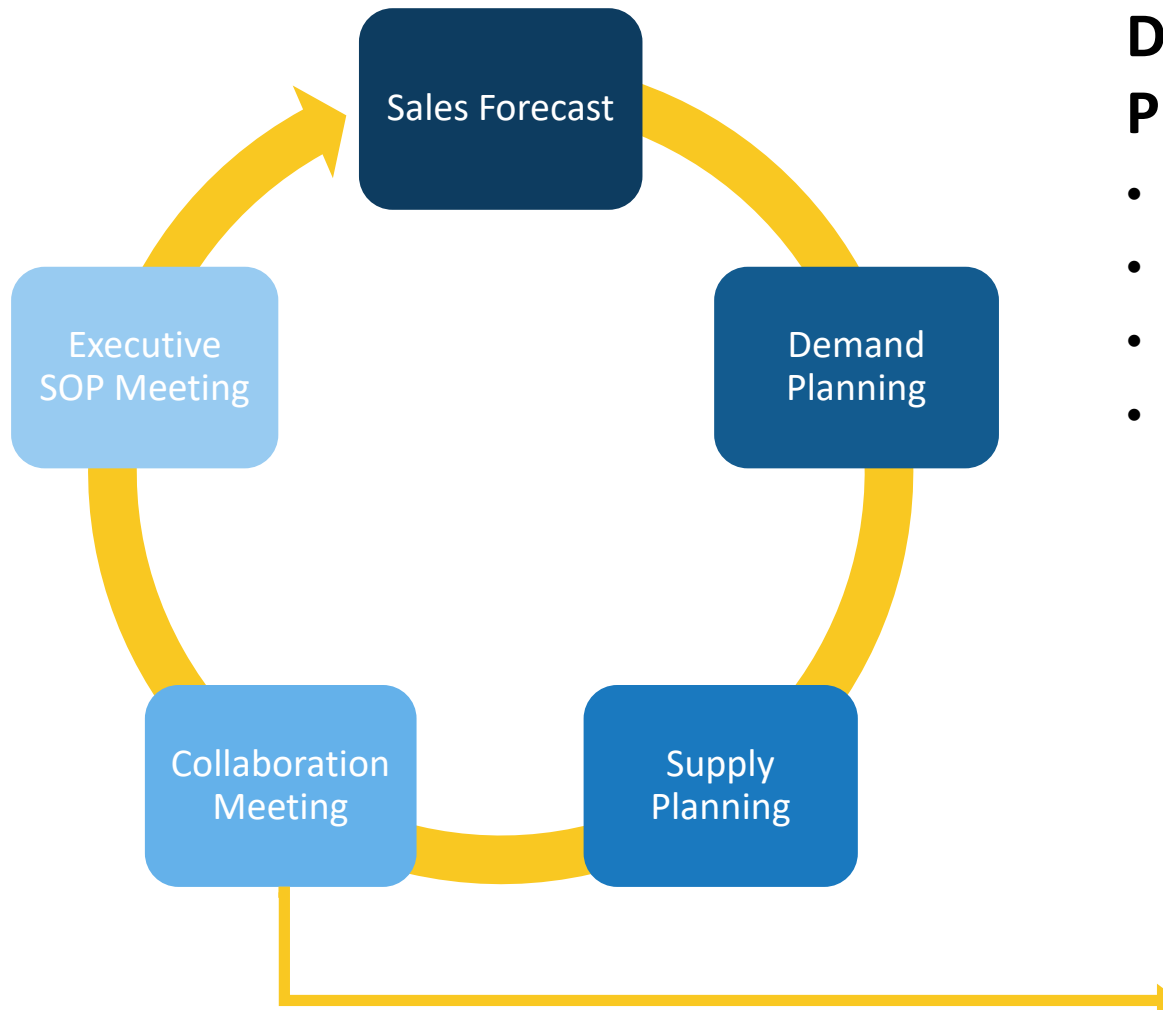 Sales Forecast
Demand
Planning
Supply
Planning
Collaboration
Meeting
Executive
SOP Meeting
D
P